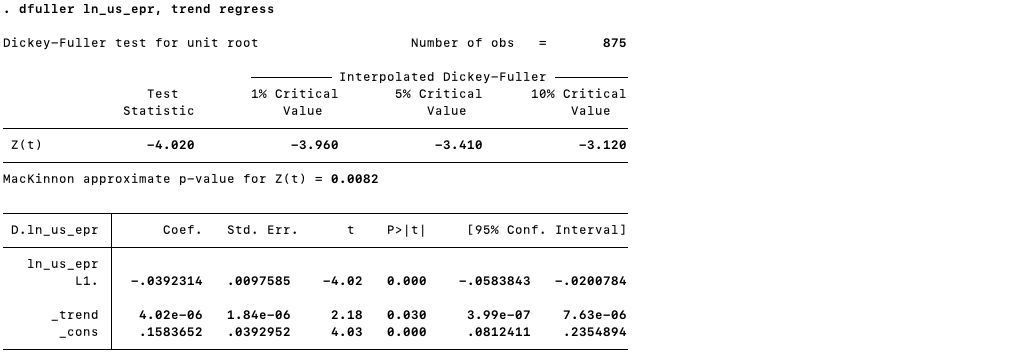 . dfuller ln_us_epr, trend regress
Dickey–Fuller test for unit root Number of obs = 875
Interpolated Dickey–Fuller
Test 1% Critical 5% Critical 10% Critical
Statistic Value Value Value
Z(t) −4.020 −3.960 −3.410 −3.120
MacKinnon approximate p–value for Z(t) = 0.0082
D.ln_us_epr Coef. Std. Err. t P>|t| [95% Conf. Interval]
ln_us_epr
L1. −.0392314 .0097585 −4.02 0.000 −.0583843 −.0200784
_trend 4.02e–06 1.84e–06 2.18 0.030 3.99e–07 7.63e–06
_cons .1583652 .0392952 4.03 0.000 .0812411 .2354894